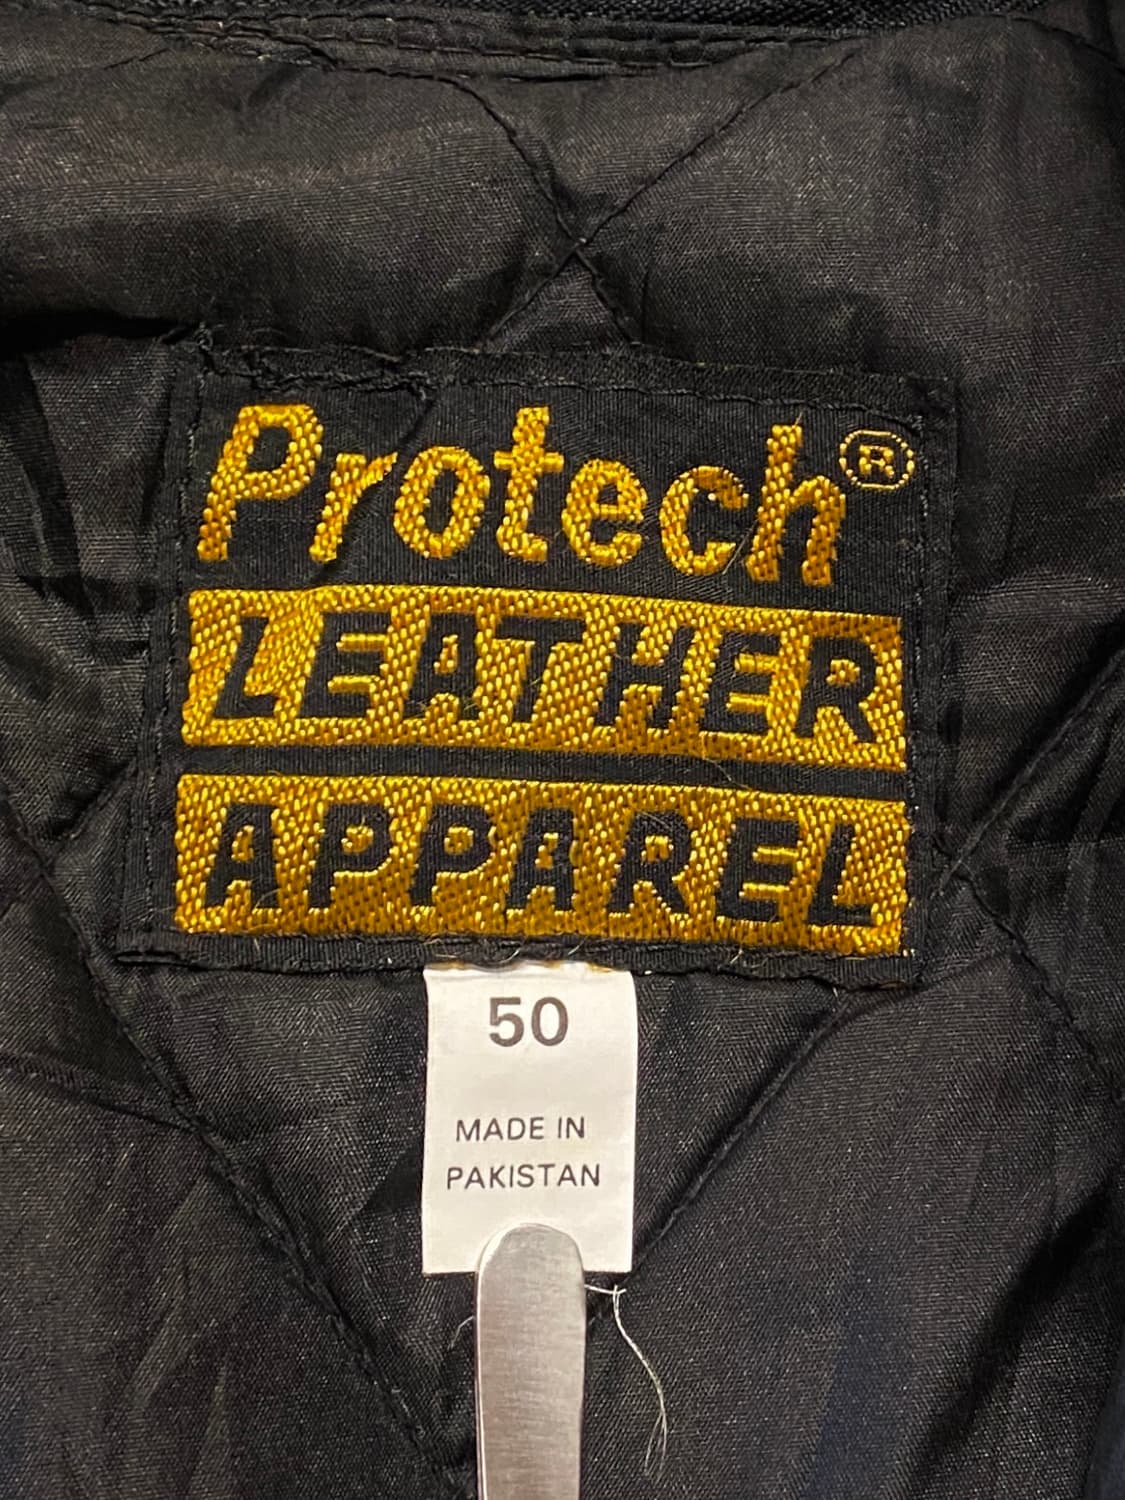 Protech ®
LEATHER
APPAREL
50
MADE IN
PAKISTAN